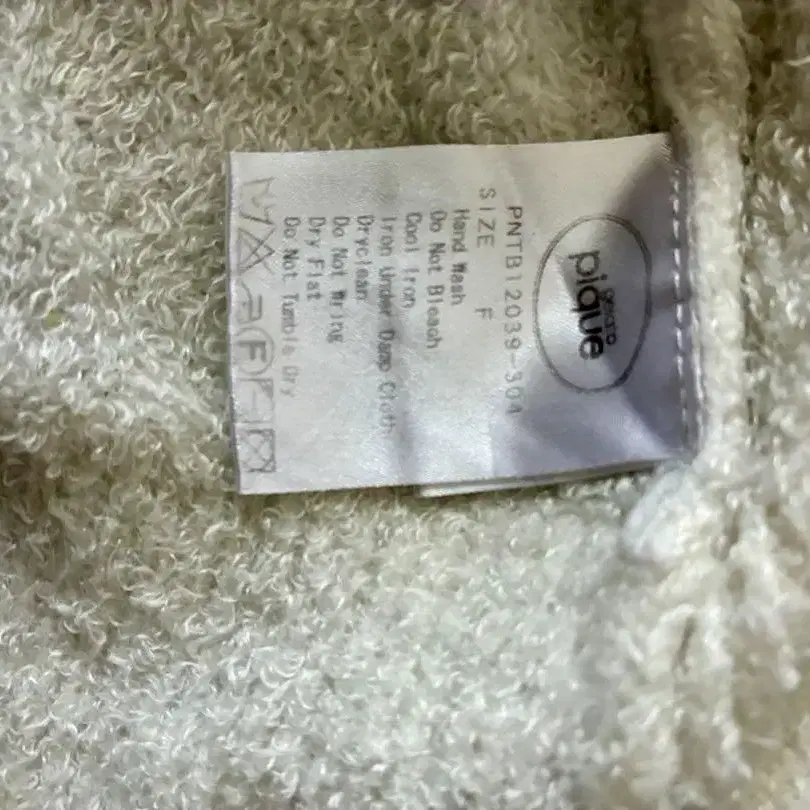 gelato
pique
PNTB12039-304
SIZE F
Hand Wash
Do Not Bleach
Cool Iron
Iron Under Damp Cloth
Dryclean
Do Not Wring
Dry Flat
Do Not Tumble Dry
F